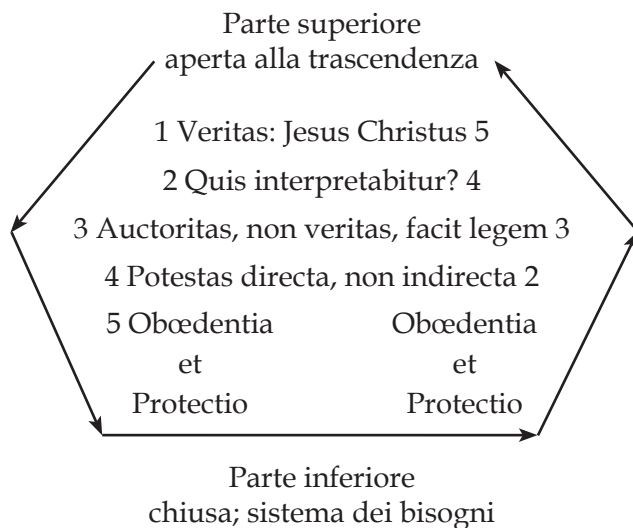 Parte superiore
aperta alla trascendenza
1 Veritas: Jesus Christus 5
2 Quis interpretabitur? 4
3 Auctoritas, non veritas, facit legem 3
4 Potestas directa, non indirecta 2
5 Obœdentia Obœdentia
et et
Protectio Protectio
Parte inferiore
chiusa; sistema dei bisogni